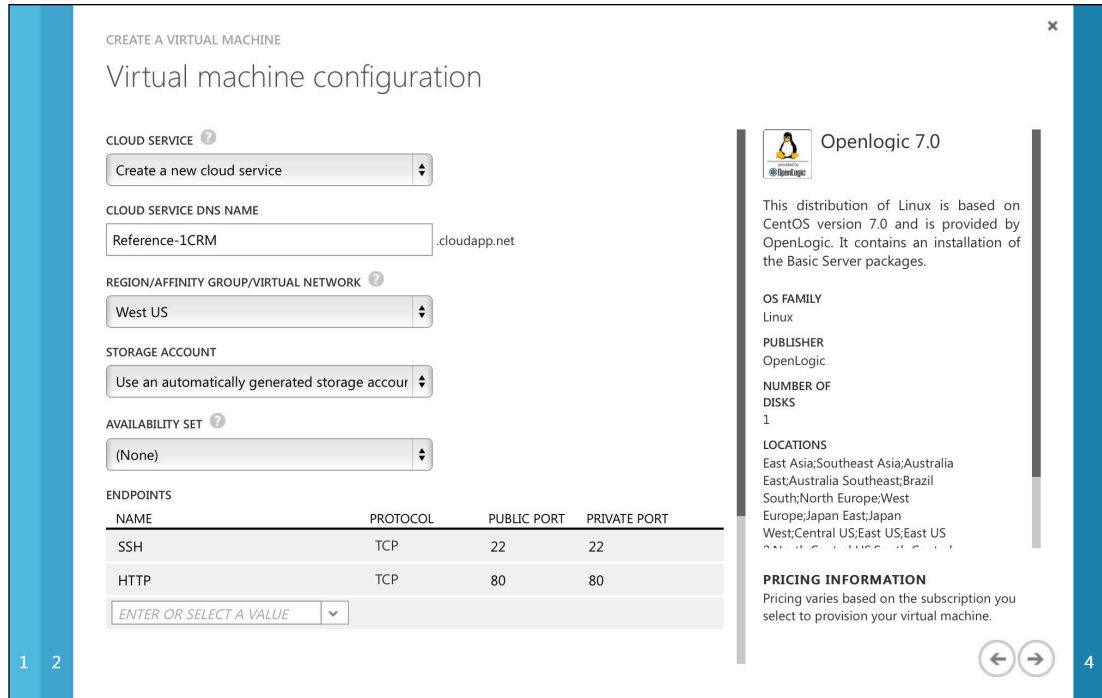 CREATE A VIRTUAL MACHINE
Virtual machine configuration
CLOUD SERVICE ?
Create a new cloud service
CLOUD SERVICE DNS NAME
Reference-1CRM .cloudapp.net
REGION/AFFINITY GROUP/VIRTUAL NETWORK ?
West US
STORAGE ACCOUNT
Use an automatically generated storage accour
AVAILABILITY SET ?
(None)
ENDPOINTS
NAME PROTOCOL PUBLIC PORT PRIVATE PORT
SSH TCP 22 22
HTTP TCP 80 80
ENTER OR SELECT A VALUE
provided by
OpenLogic
Openlogic 7.0
This distribution of Linux is based on
CentOS version 7.0 and is provided by
OpenLogic. It contains an installation of
the Basic Server packages.
OS FAMILY
Linux
PUBLISHER
OpenLogic
NUMBER OF
DISKS
1
LOCATIONS
East Asia;Southeast Asia;Australia
East;Australia Southeast;Brazil
South;North Europe;West
Europe;Japan East;Japan
West;Central US;East US;East US
PRICING INFORMATION
Pricing varies based on the subscription you
select to provision your virtual machine.
1 2 4